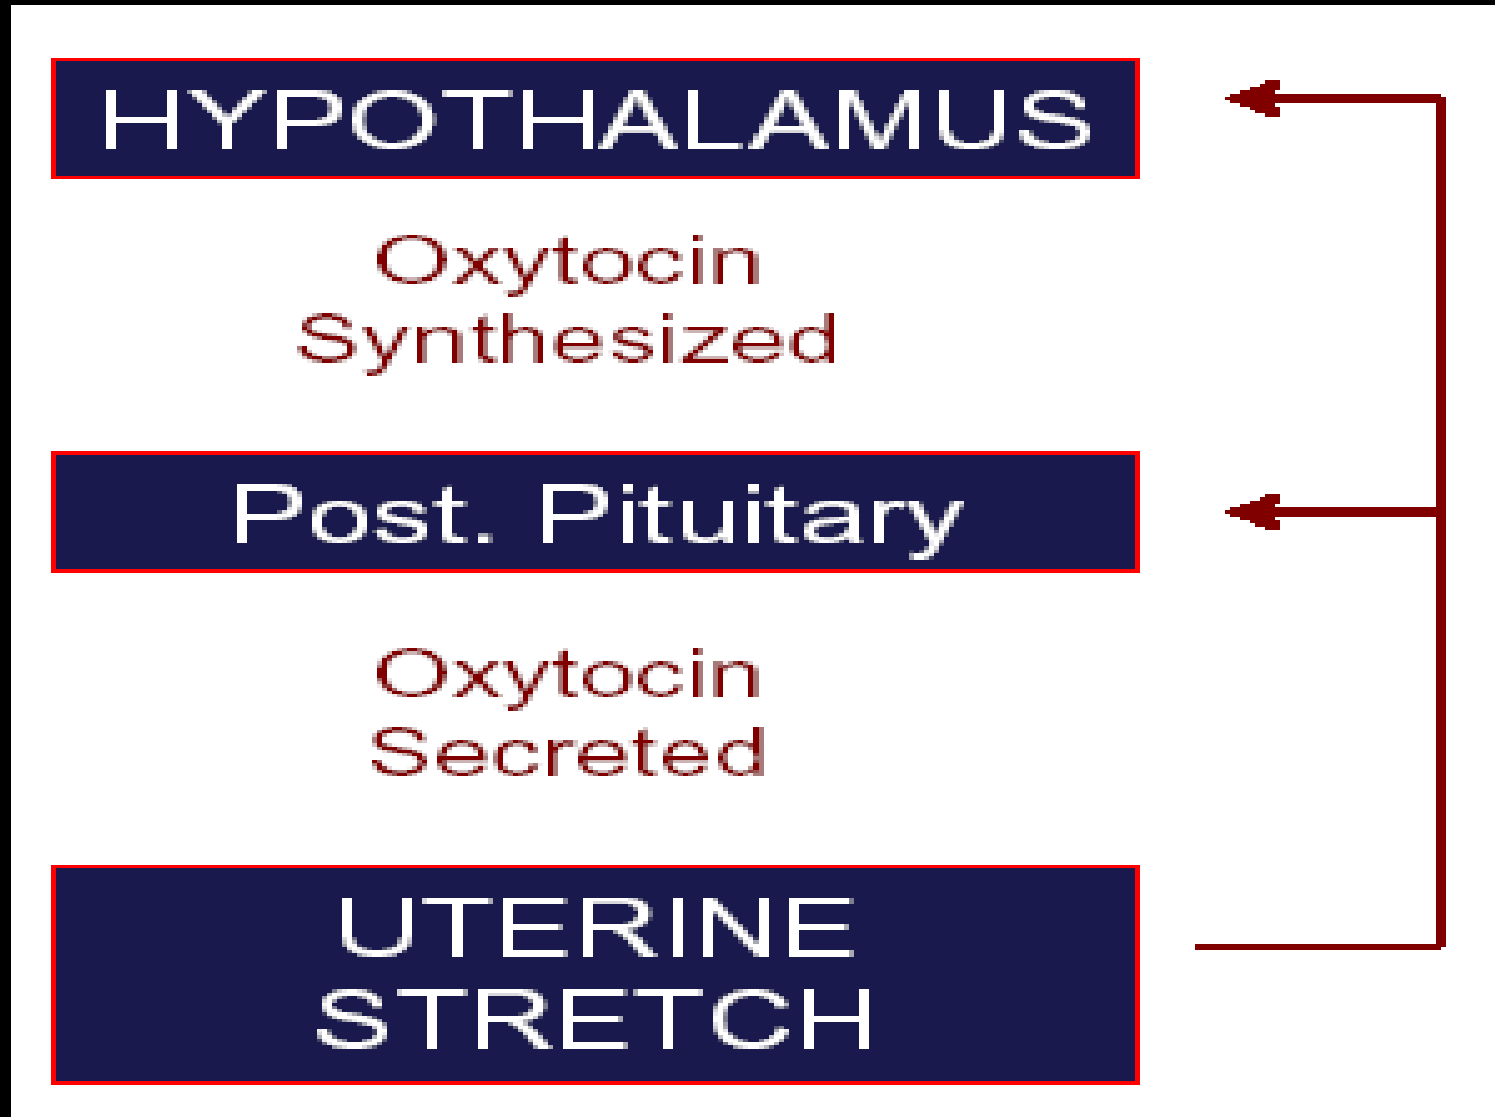 HYPOTHALAMUS
Oxytocin
Synthesized
Post. Pituitary
Oxytocin
Secreted
UTERINE
STRETCH